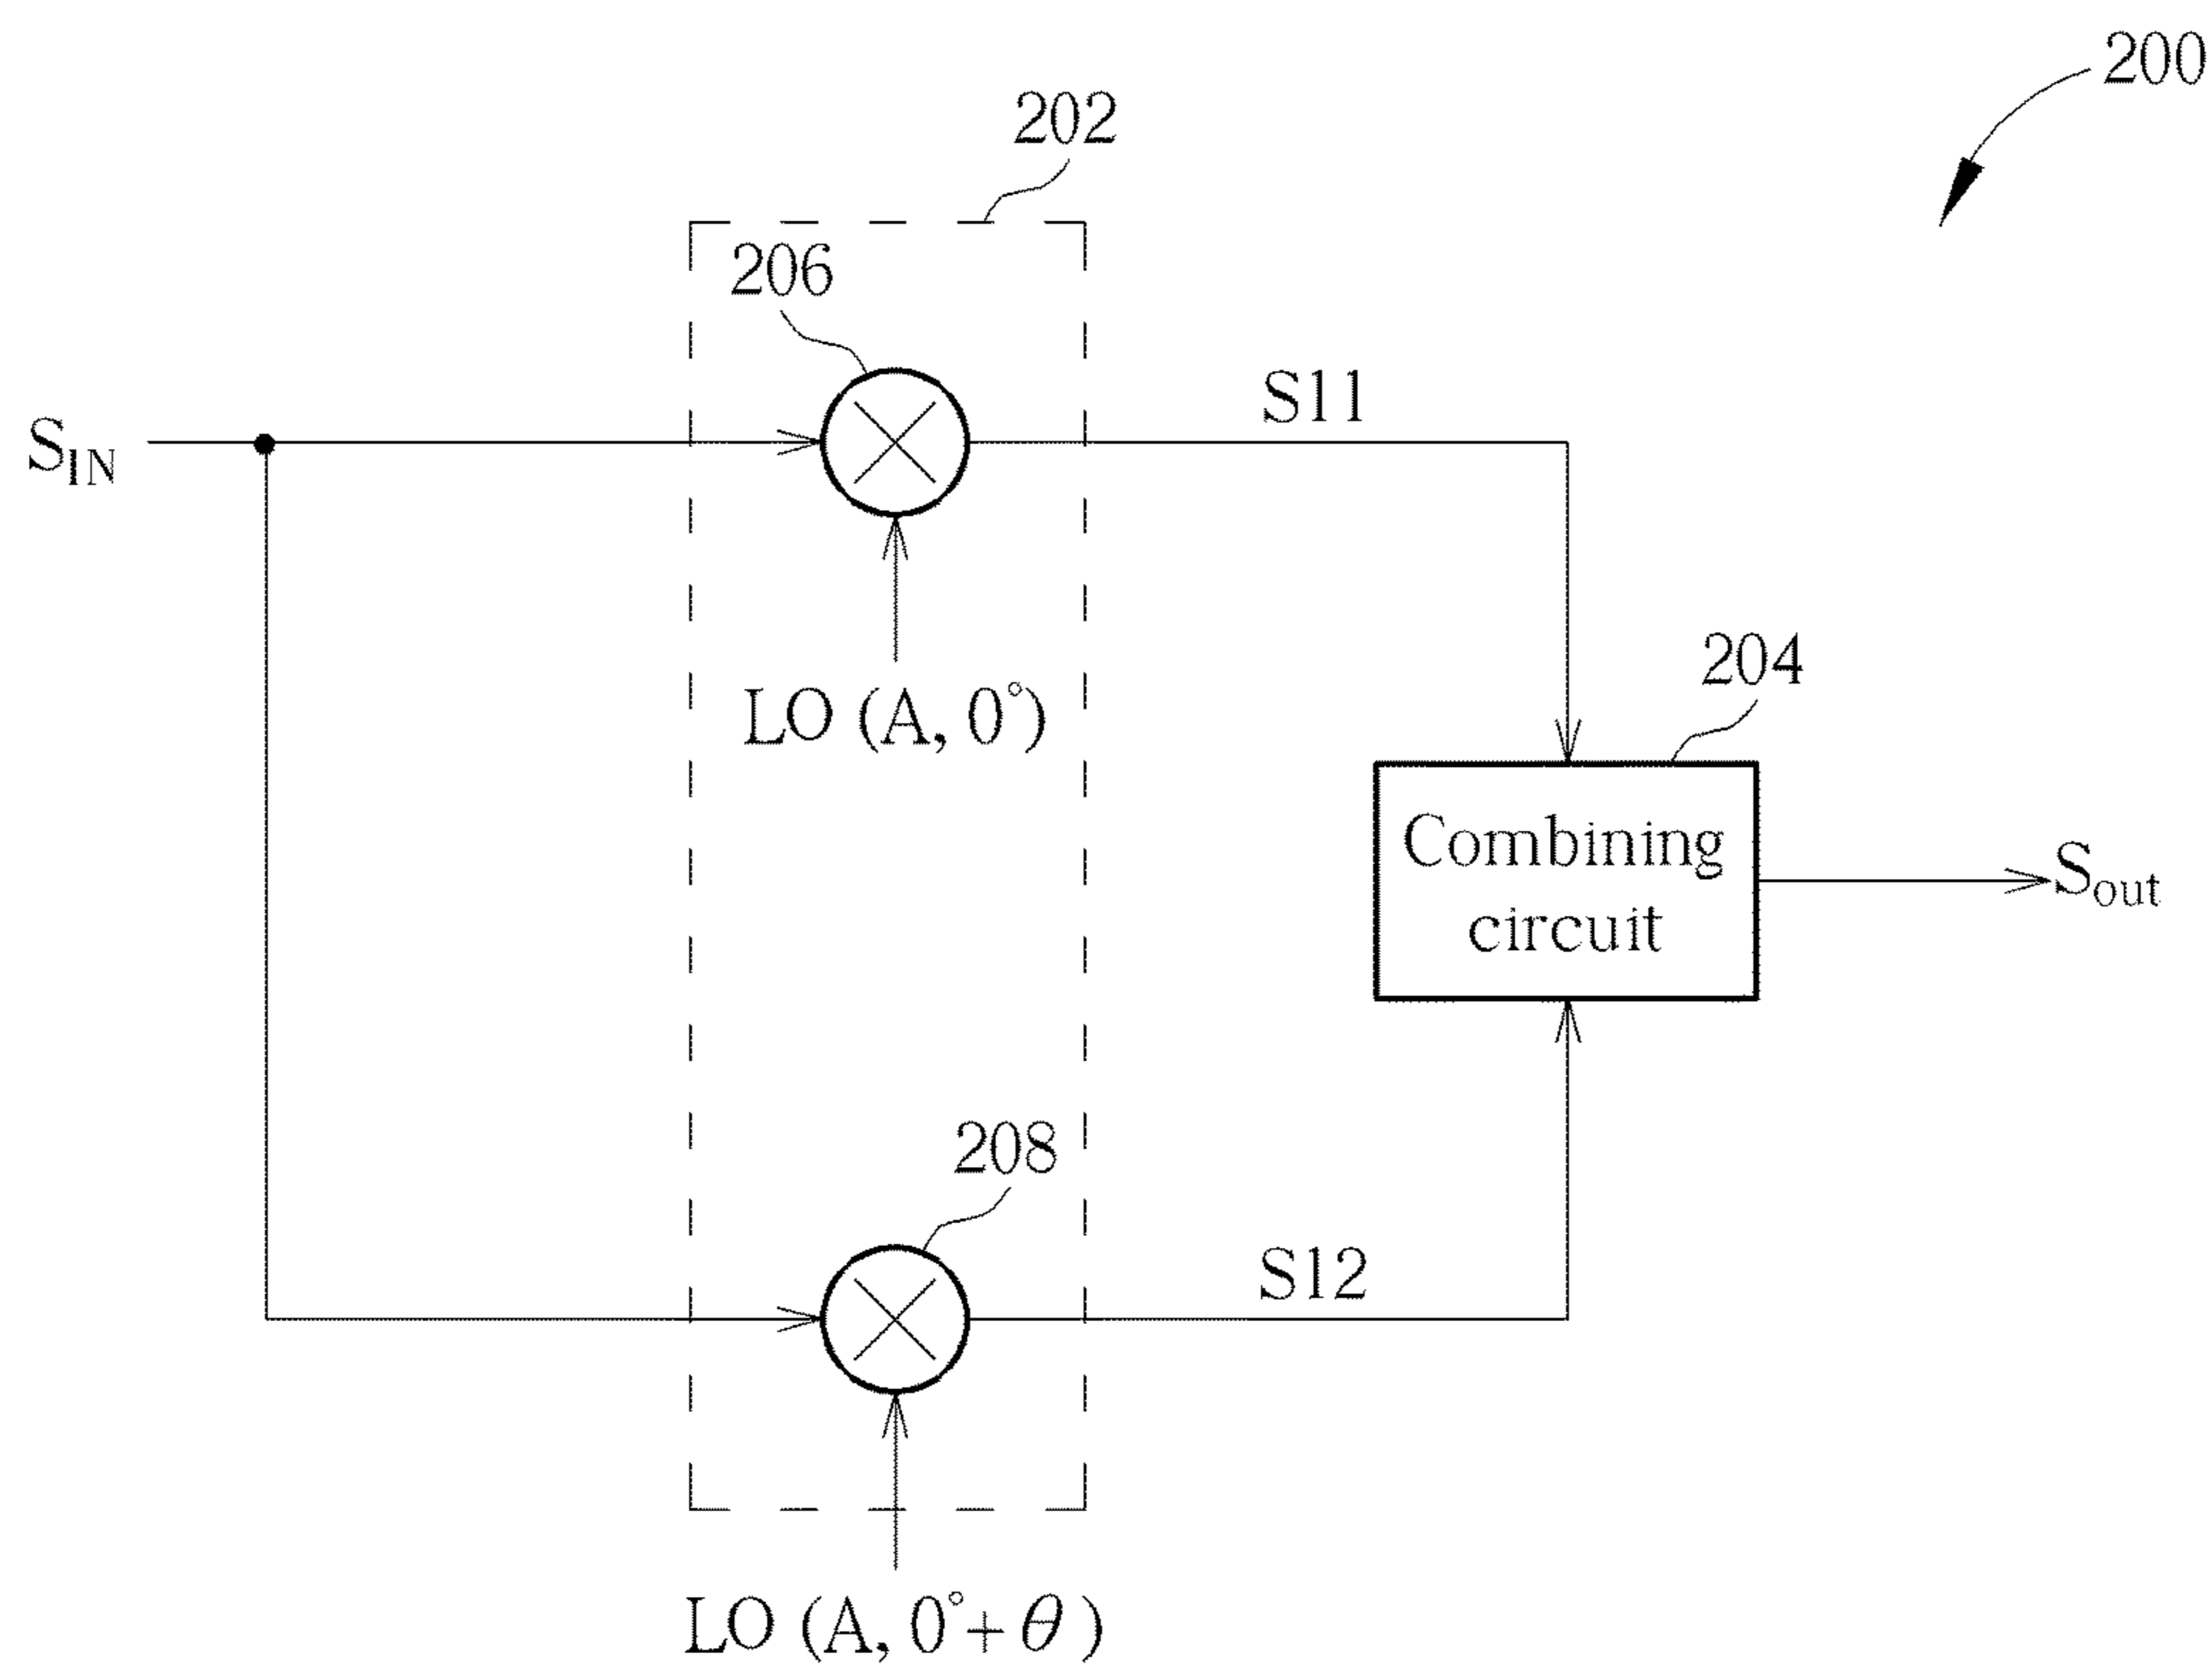 200
202
206
S_IN
S11
LO (A, 0°)
204
Combining
circuit
S_out
208
S12
LO (A, 0°+ θ )